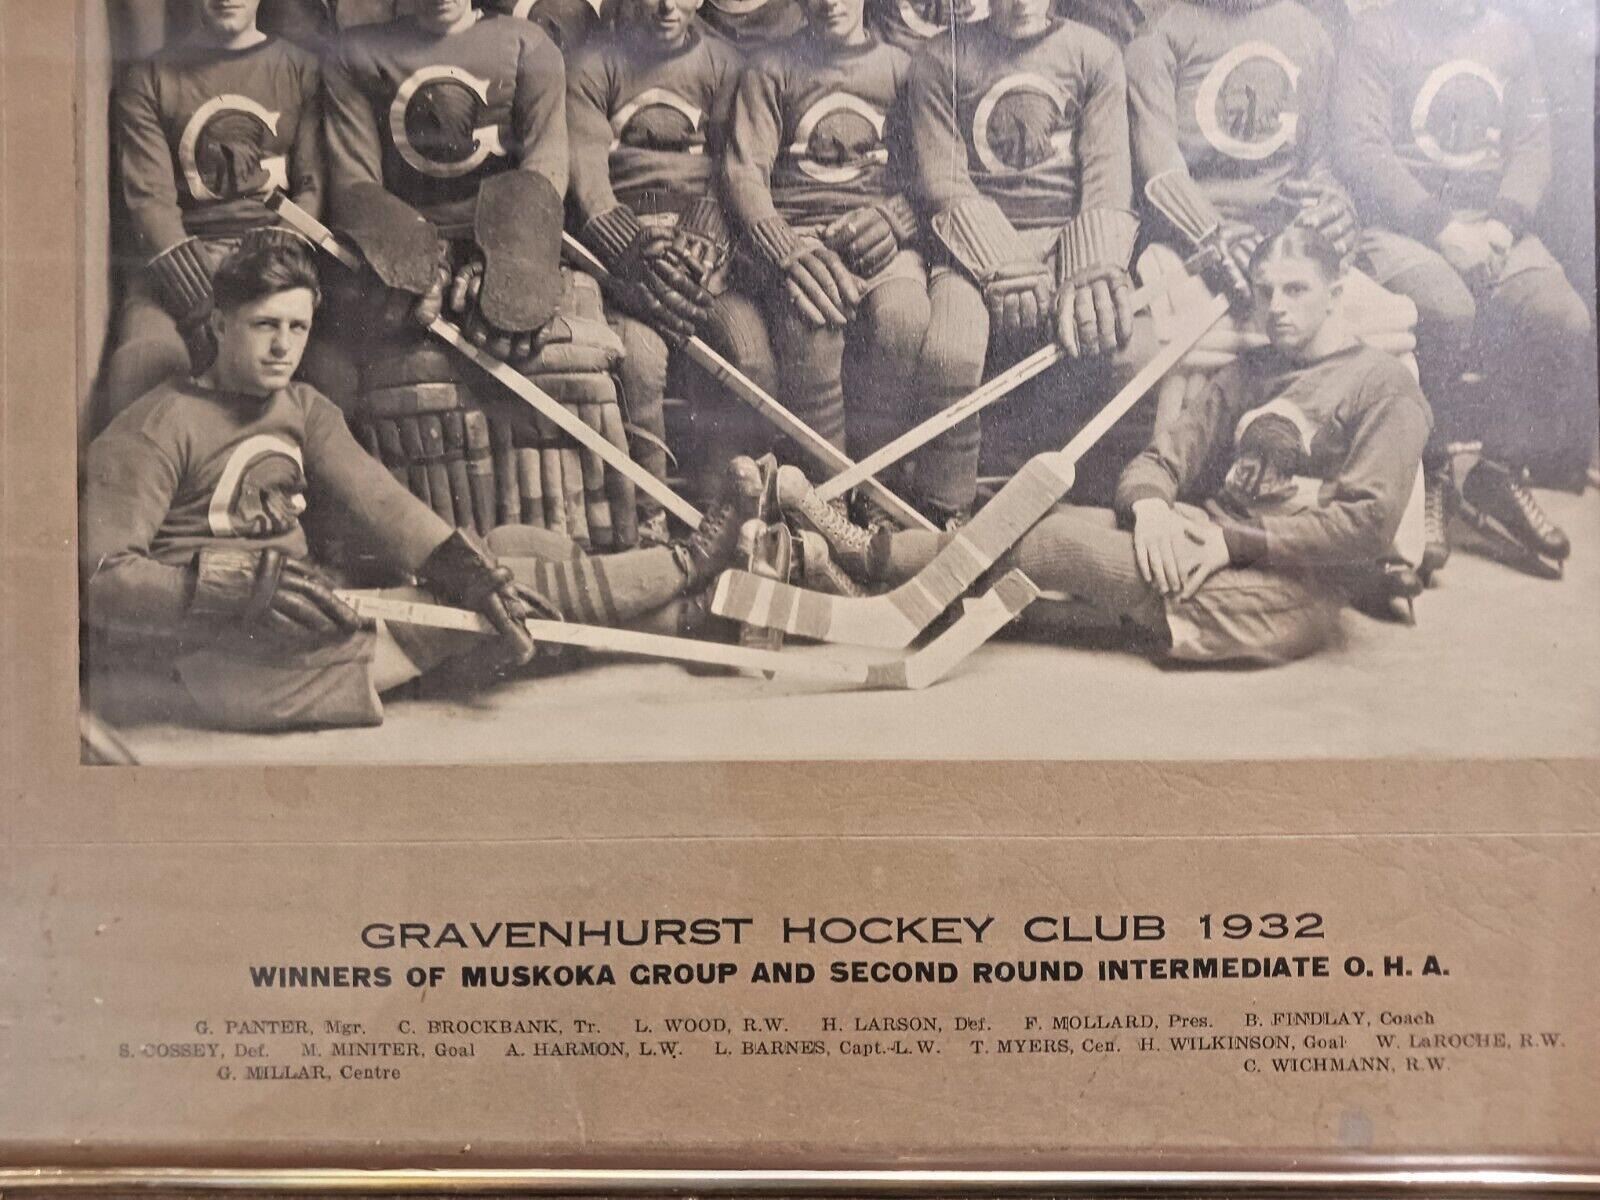 G G G G G G G
G G
GRAVENHURST HOCKEY CLUB 1932
WINNERS OF MUSKOKA GROUP AND SECOND ROUND INTERMEDIATE O. H. A.
G. PANTER, Mgr. C. BROCKBANK, Tr. L. WOOD, R.W. H. LARSON, Def. F. MOLLARD, Pres. B. FINDLAY, Coach
S. COSSEY, Def. M. MINITER, Goal A. HARMON, L.W. L. BARNES, Capt.-L.W. T. MYERS, Cen. H. WILKINSON, Goal W. LaROCHE, R.W.
G. MILLAR, Centre C. WICHMANN, R.W.